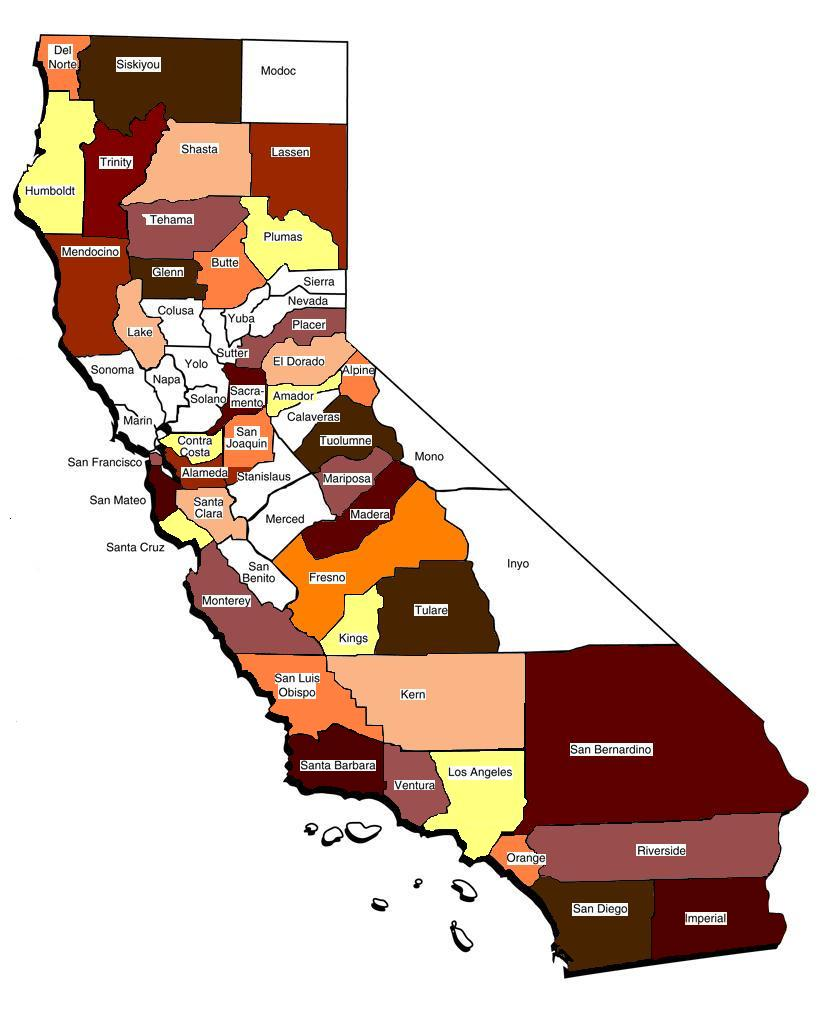 Del
Norte
Siskiyou
Modoc
Shasta
Lassen
Trinity
Humboldt
Tehama
Plumas
Mendocino
Butte
Glenn
Sierra
Nevada
Colusa
Yuba
Placer
Lake
Sutter
El Dorado
Sonoma
Yolo
Alpine
Napa
Solano
Sacra-
mento
Amador
Calaveras
Marin
San
Joaquin
Contra
Costa
Tuolumne
Mono
San Francisco
Alameda
Stanislaus
Mariposa
San Mateo
Santa
Clara
Merced
Madera
Santa Cruz
Inyo
San
Benito
Fresno
Monterey
Tulare
Kings
San Luis
Obispo
Kern
San Bernardino
Santa Barbara
Los Angeles
Ventura
Riverside
Orange
San Diego
Imperial